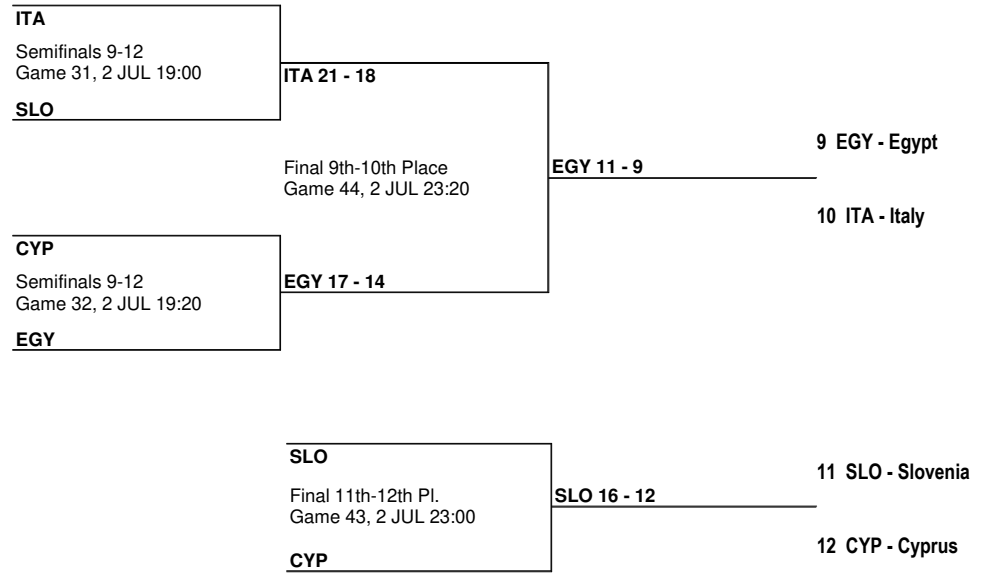 ITA
Semifinals 9-12
Game 31, 2 JUL 19:00
SLO
ITA 21 - 18
Final 9th-10th Place
Game 44, 2 JUL 23:20
EGY 11 - 9
9 EGY - Egypt
10 ITA - Italy
CYP
Semifinals 9-12
Game 32, 2 JUL 19:20
EGY
EGY 17 - 14
SLO
Final 11th-12th Pl.
Game 43, 2 JUL 23:00
CYP
SLO 16 - 12
11 SLO - Slovenia
12 CYP - Cyprus